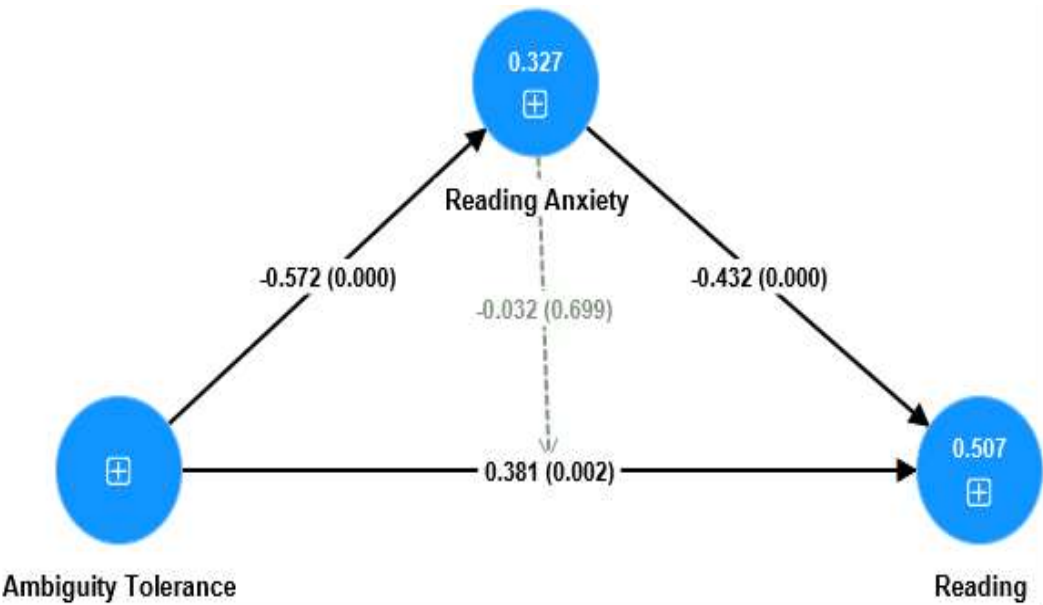 0.327
Reading Anxiety
-0.572 (0.000)
-0.432 (0.000)
-0.032 (0.699)
0.507
0.381 (0.002)
Ambiguity Tolerance
Reading